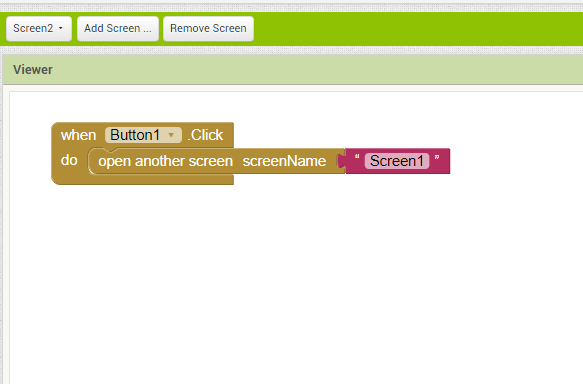 Screen2 Add Screen ... Remove Screen
Viewer
when Button1 .Click
do open another screen screenName “ Screen1 ”